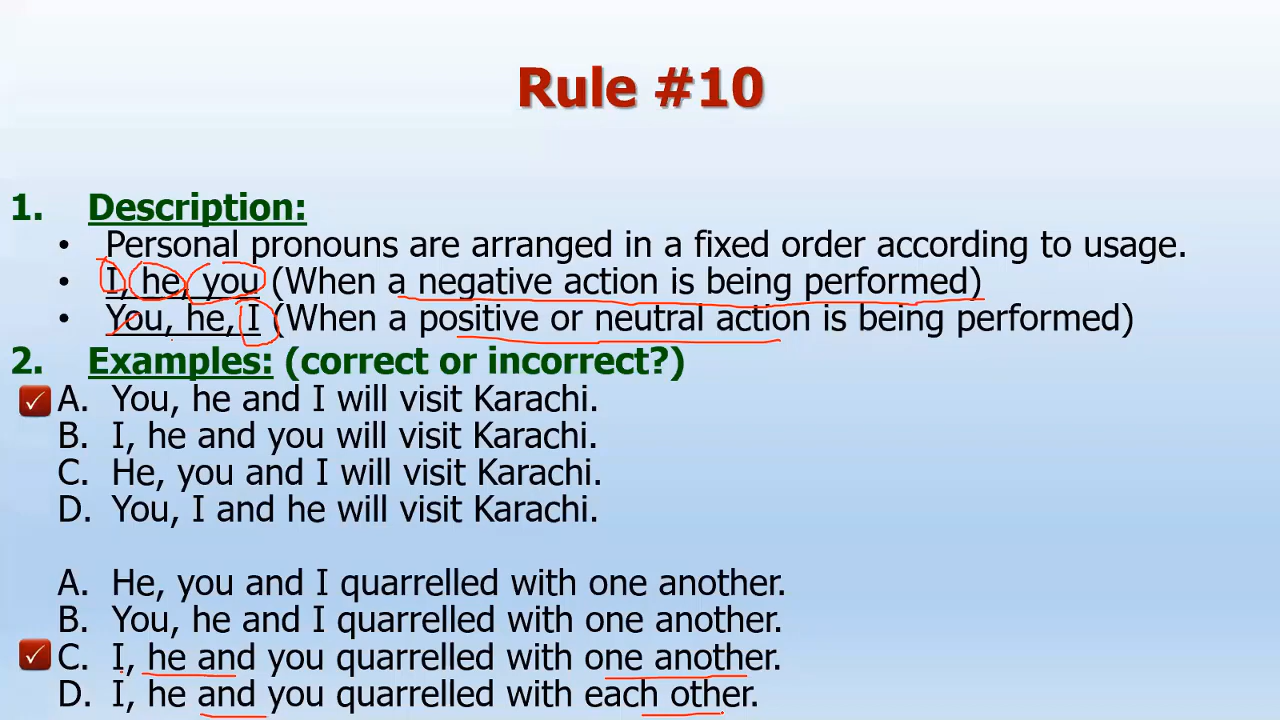 Rule #10
1. Description:
• Personal pronouns are arranged in a fixed order according to usage.
• I, he, you (When a negative action is being performed)
• You, he, I (When a positive or neutral action is being performed)
2. Examples: (correct or incorrect?)
A. You, he and I will visit Karachi.
B. I, he and you will visit Karachi.
C. He, you and I will visit Karachi.
D. You, I and he will visit Karachi.
A. He, you and I quarrelled with one another.
B. You, he and I quarrelled with one another.
C. I, he and you quarrelled with one another.
D. I, he and you quarrelled with each other.